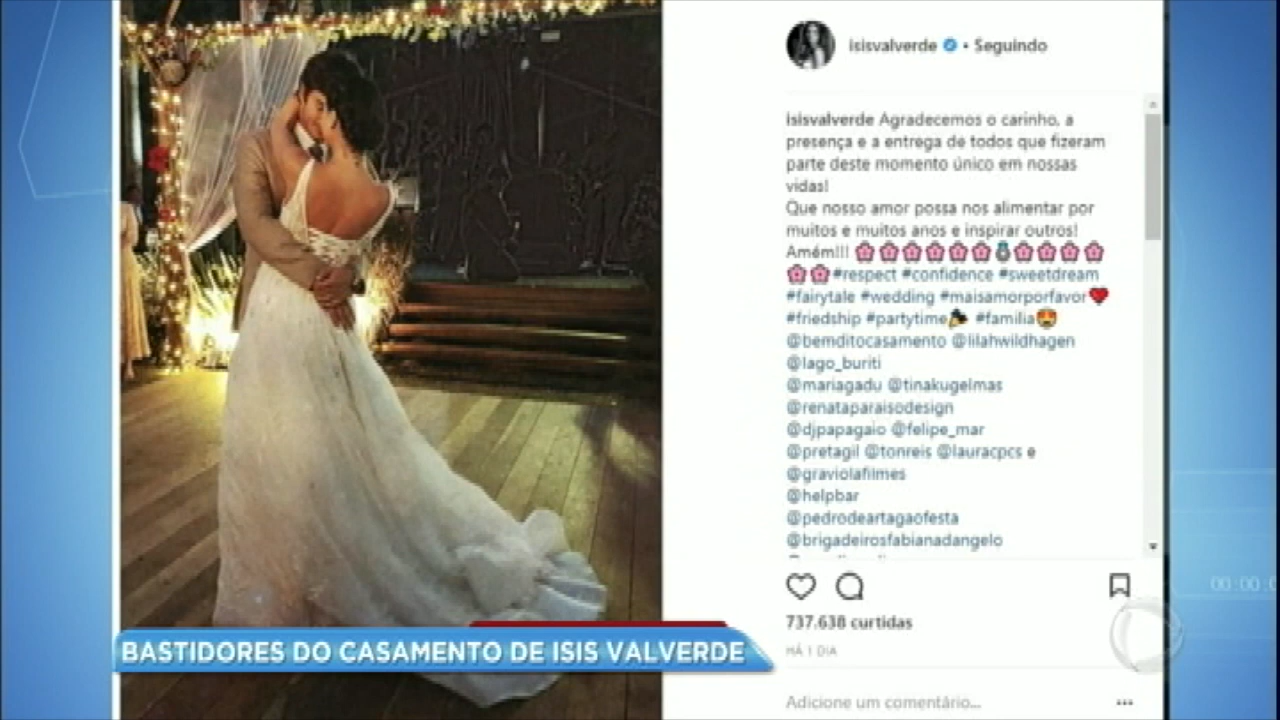 isisvalverde • Seguindo
isisvalverde Agradecemos o carinho, a
presença e a entrega de todos que fizeram
parte deste momento único em nossas
vidas!
Que nosso amor possa nos alimentar por
muitos e muitos anos e inspirar outros!
Amém!!! 🌸🌸🌸🌸🌸🌸💍🌸🌸🌸🌸
🌸🌸#respect #confidence #sweetdream
#fairytale #wedding #maisamorporfavor❤️
#friedship #partytime🎉 #familia😍
@bemditocasamento @lilahwildhagen
@lago_buriti
@mariagadu @tinakugelmas
@renataparaisodesign
@djpapagaio @felipe_mar
@pretagil @tonreis @lauracpcs e
@graviolafilmes
@helpbar
@pedrodeartagaofesta
@brigadeirosfabianadangelo
737.638 curtidas
HÁ 1 DIA
Adicione um comentário...
BASTIDORES DO CASAMENTO DE ISIS VALVERDE